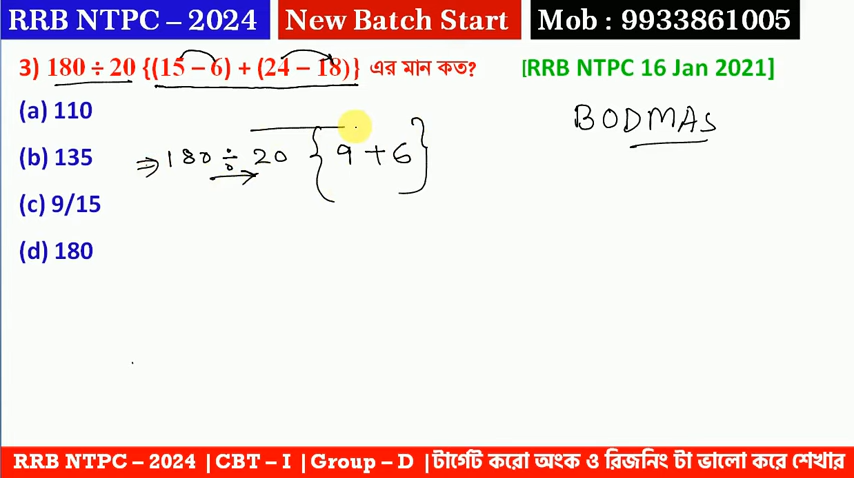 RRB NTPC – 2024 New Batch Start Mob : 9933861005
3) 180 ÷ 20 {(15 – 6) + (24 – 18)} এর মান কত? [RRB NTPC 16 Jan 2021]
(a) 110
BODMAS
(b) 135
⇒ 180 ÷ 20 { 9 + 6 }
(c) 9/15
(d) 180
RRB NTPC – 2024 |CBT – I |Group – D |টার্গেট করো অংক ও রিজনিং টা ভালো করে শেখার